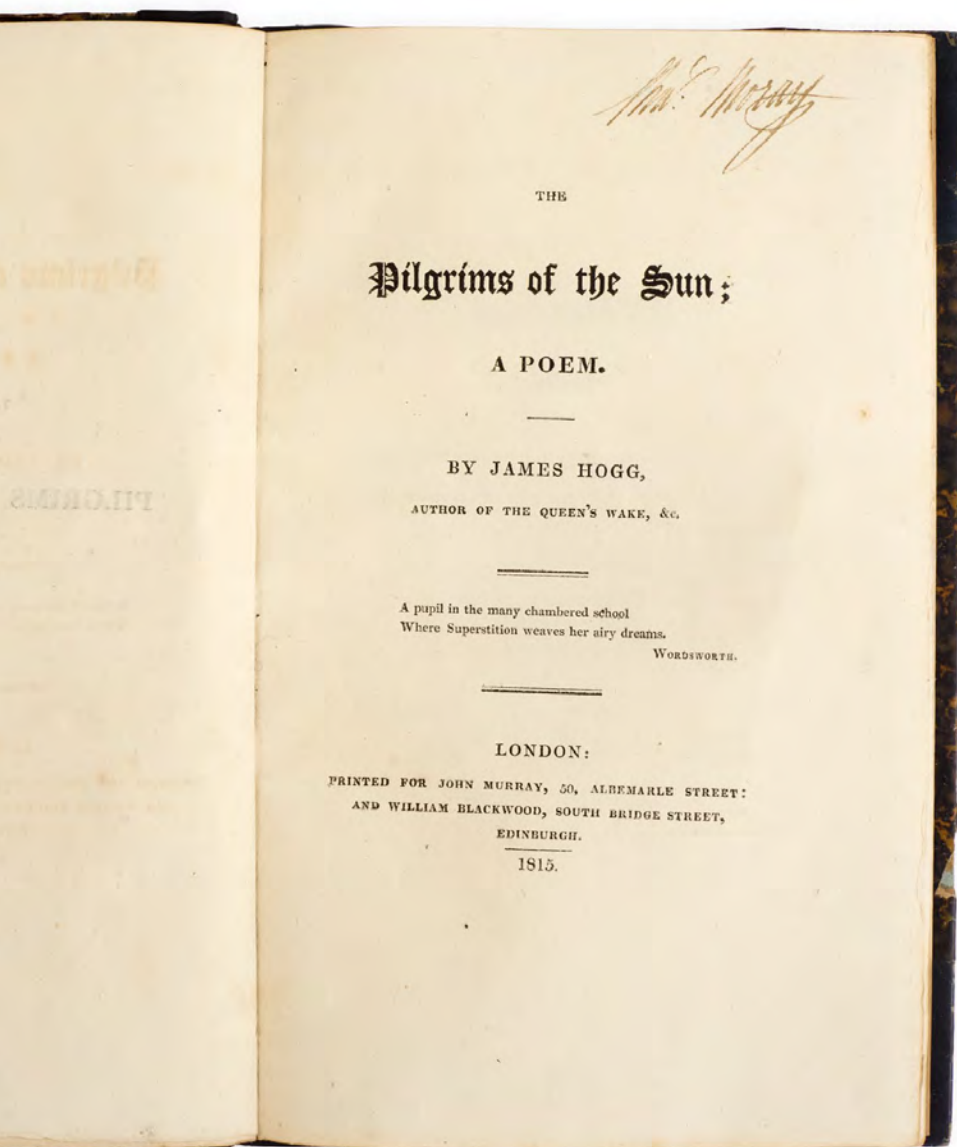 Moray
THE
Pilgrims of the Sun;
A POEM.
BY JAMES HOGG,
AUTHOR OF THE QUEEN'S WAKE, &c.
A pupil in the many chambered school
Where Superstition weaves her airy dreams.
WORDSWORTH.
LONDON:
PRINTED FOR JOHN MURRAY, 50, ALBEMARLE STREET:
AND WILLIAM BLACKWOOD, SOUTH BRIDGE STREET,
EDINBURGH.
1815.
PILGRIMS